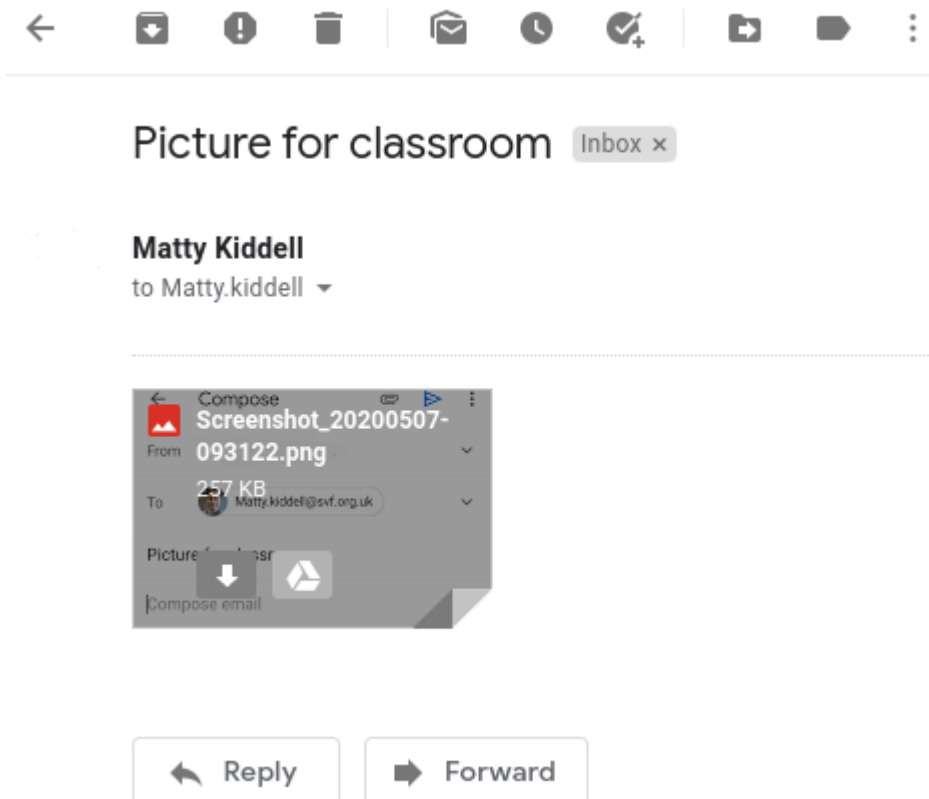 Picture for classroom Inbox ×
Matty Kiddell
to Matty.kiddell
Compose
Screenshot_20200507-
093122.png
From
257 KB
To Matty.kiddell@svf.org.uk
Picture
Compose email
Reply Forward